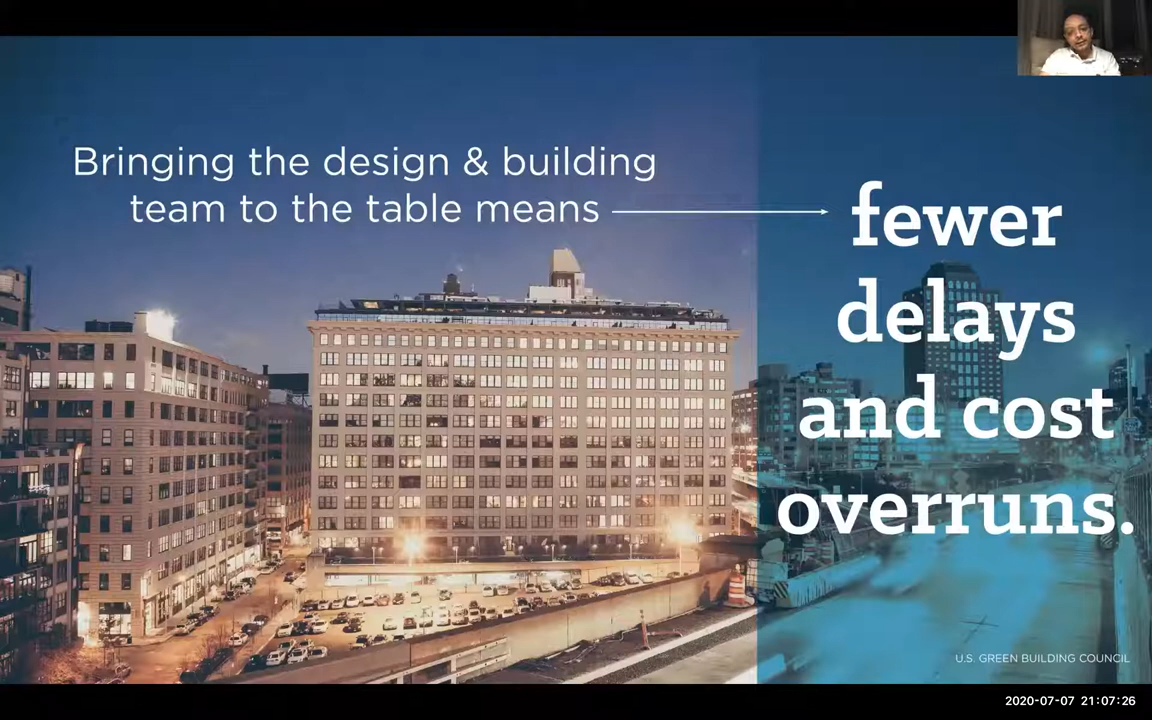 Bringing the design & building
team to the table means
fewer
delays
and cost
overruns.
U.S. GREEN BUILDING COUNCIL
2020-07-07 21:07:26